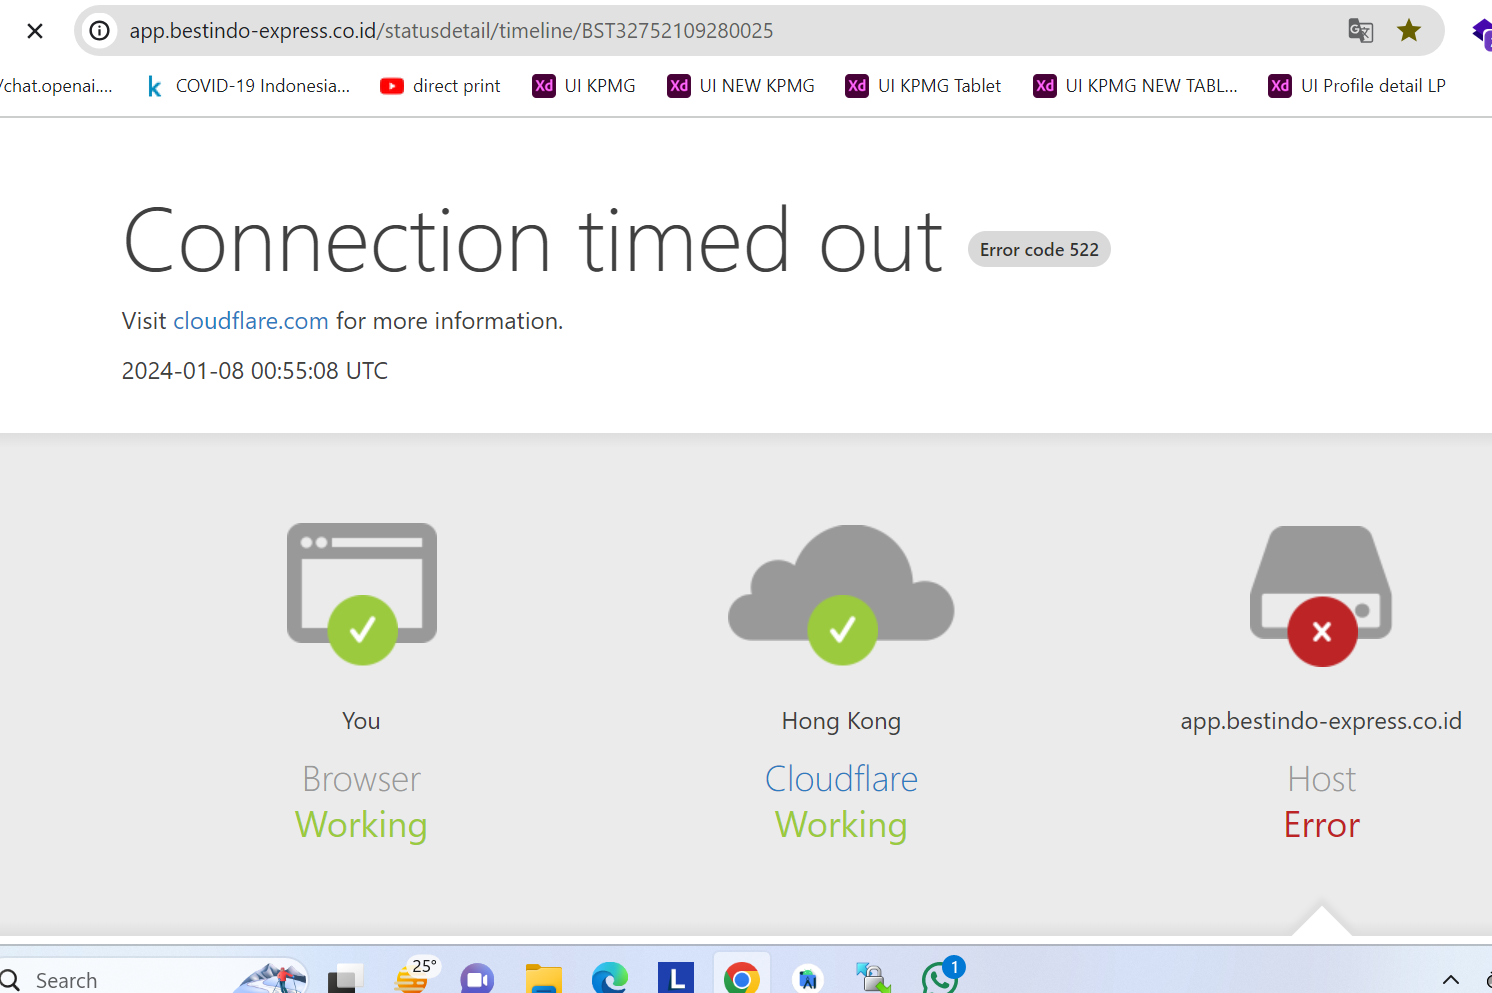 app.bestindo-express.co.id/statusdetail/timeline/BST32752109280025
/chat.openai.... COVID-19 Indonesia... direct print Xd UI KPMG Xd UI NEW KPMG Xd UI KPMG Tablet Xd UI KPMG NEW TABL... Xd UI Profile detail LP
Connection timed out Error code 522
Visit cloudflare.com for more information.
2024-01-08 00:55:08 UTC
You
Browser
Working
Hong Kong
Cloudflare
Working
app.bestindo-express.co.id
Host
Error
Search 25° L AI 1